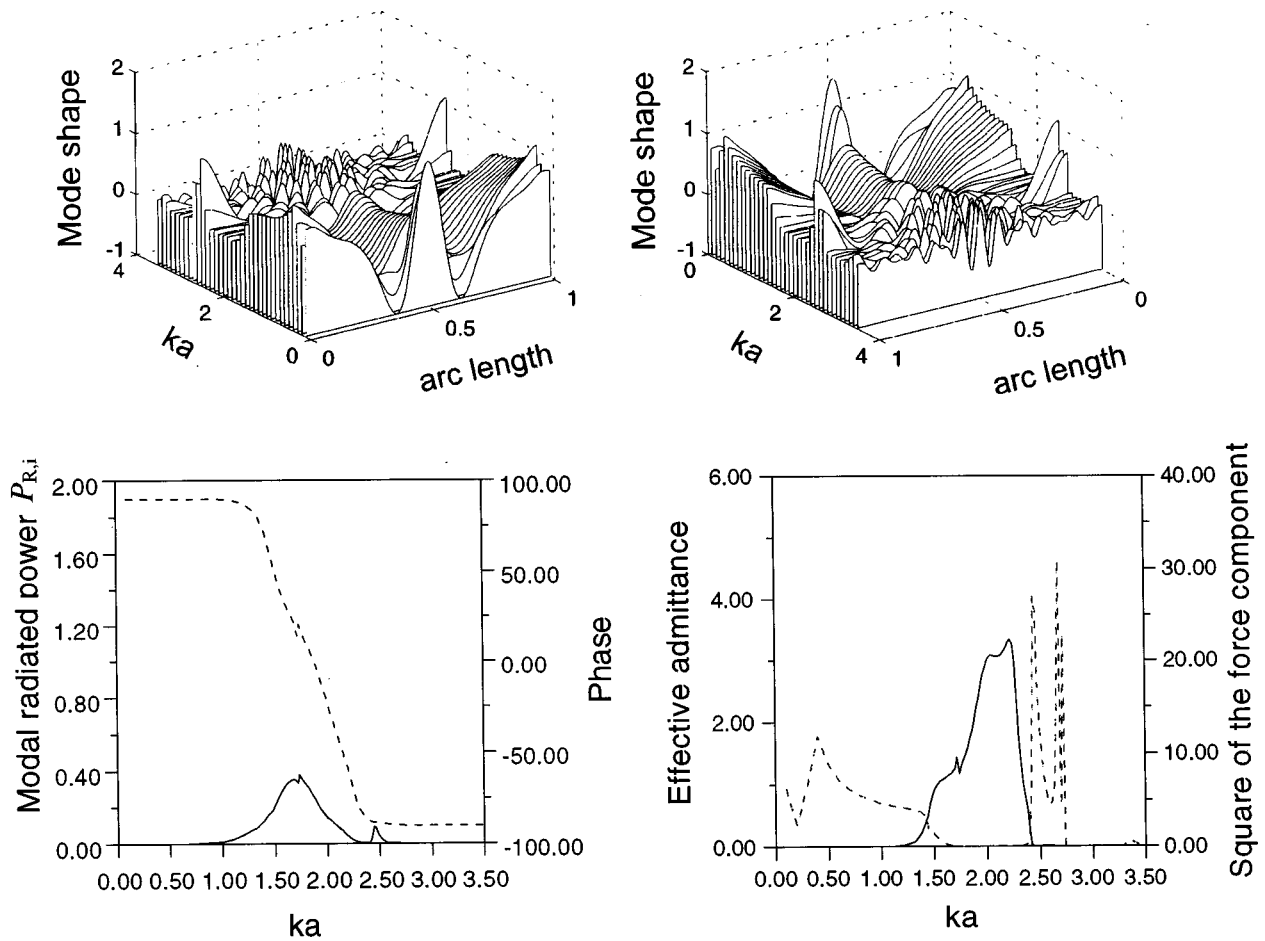 Mode shape
2
1
0
-1
4
2
0
ka
0
0.5
1
arc length
Mode shape
2
1
0
-1
0
2
4
ka
1
0.5
0
arc length
Modal radiated power P_R,i
2.00
1.60
1.20
0.80
0.40
0.00
100.00
50.00
0.00
-50.00
-100.00
Phase
0.00 0.50 1.00 1.50 2.00 2.50 3.00 3.50
ka
Effective admittance
6.00
4.00
2.00
0.00
40.00
30.00
20.00
10.00
0.00
Square of the force component
0.00 0.50 1.00 1.50 2.00 2.50 3.00 3.50
ka